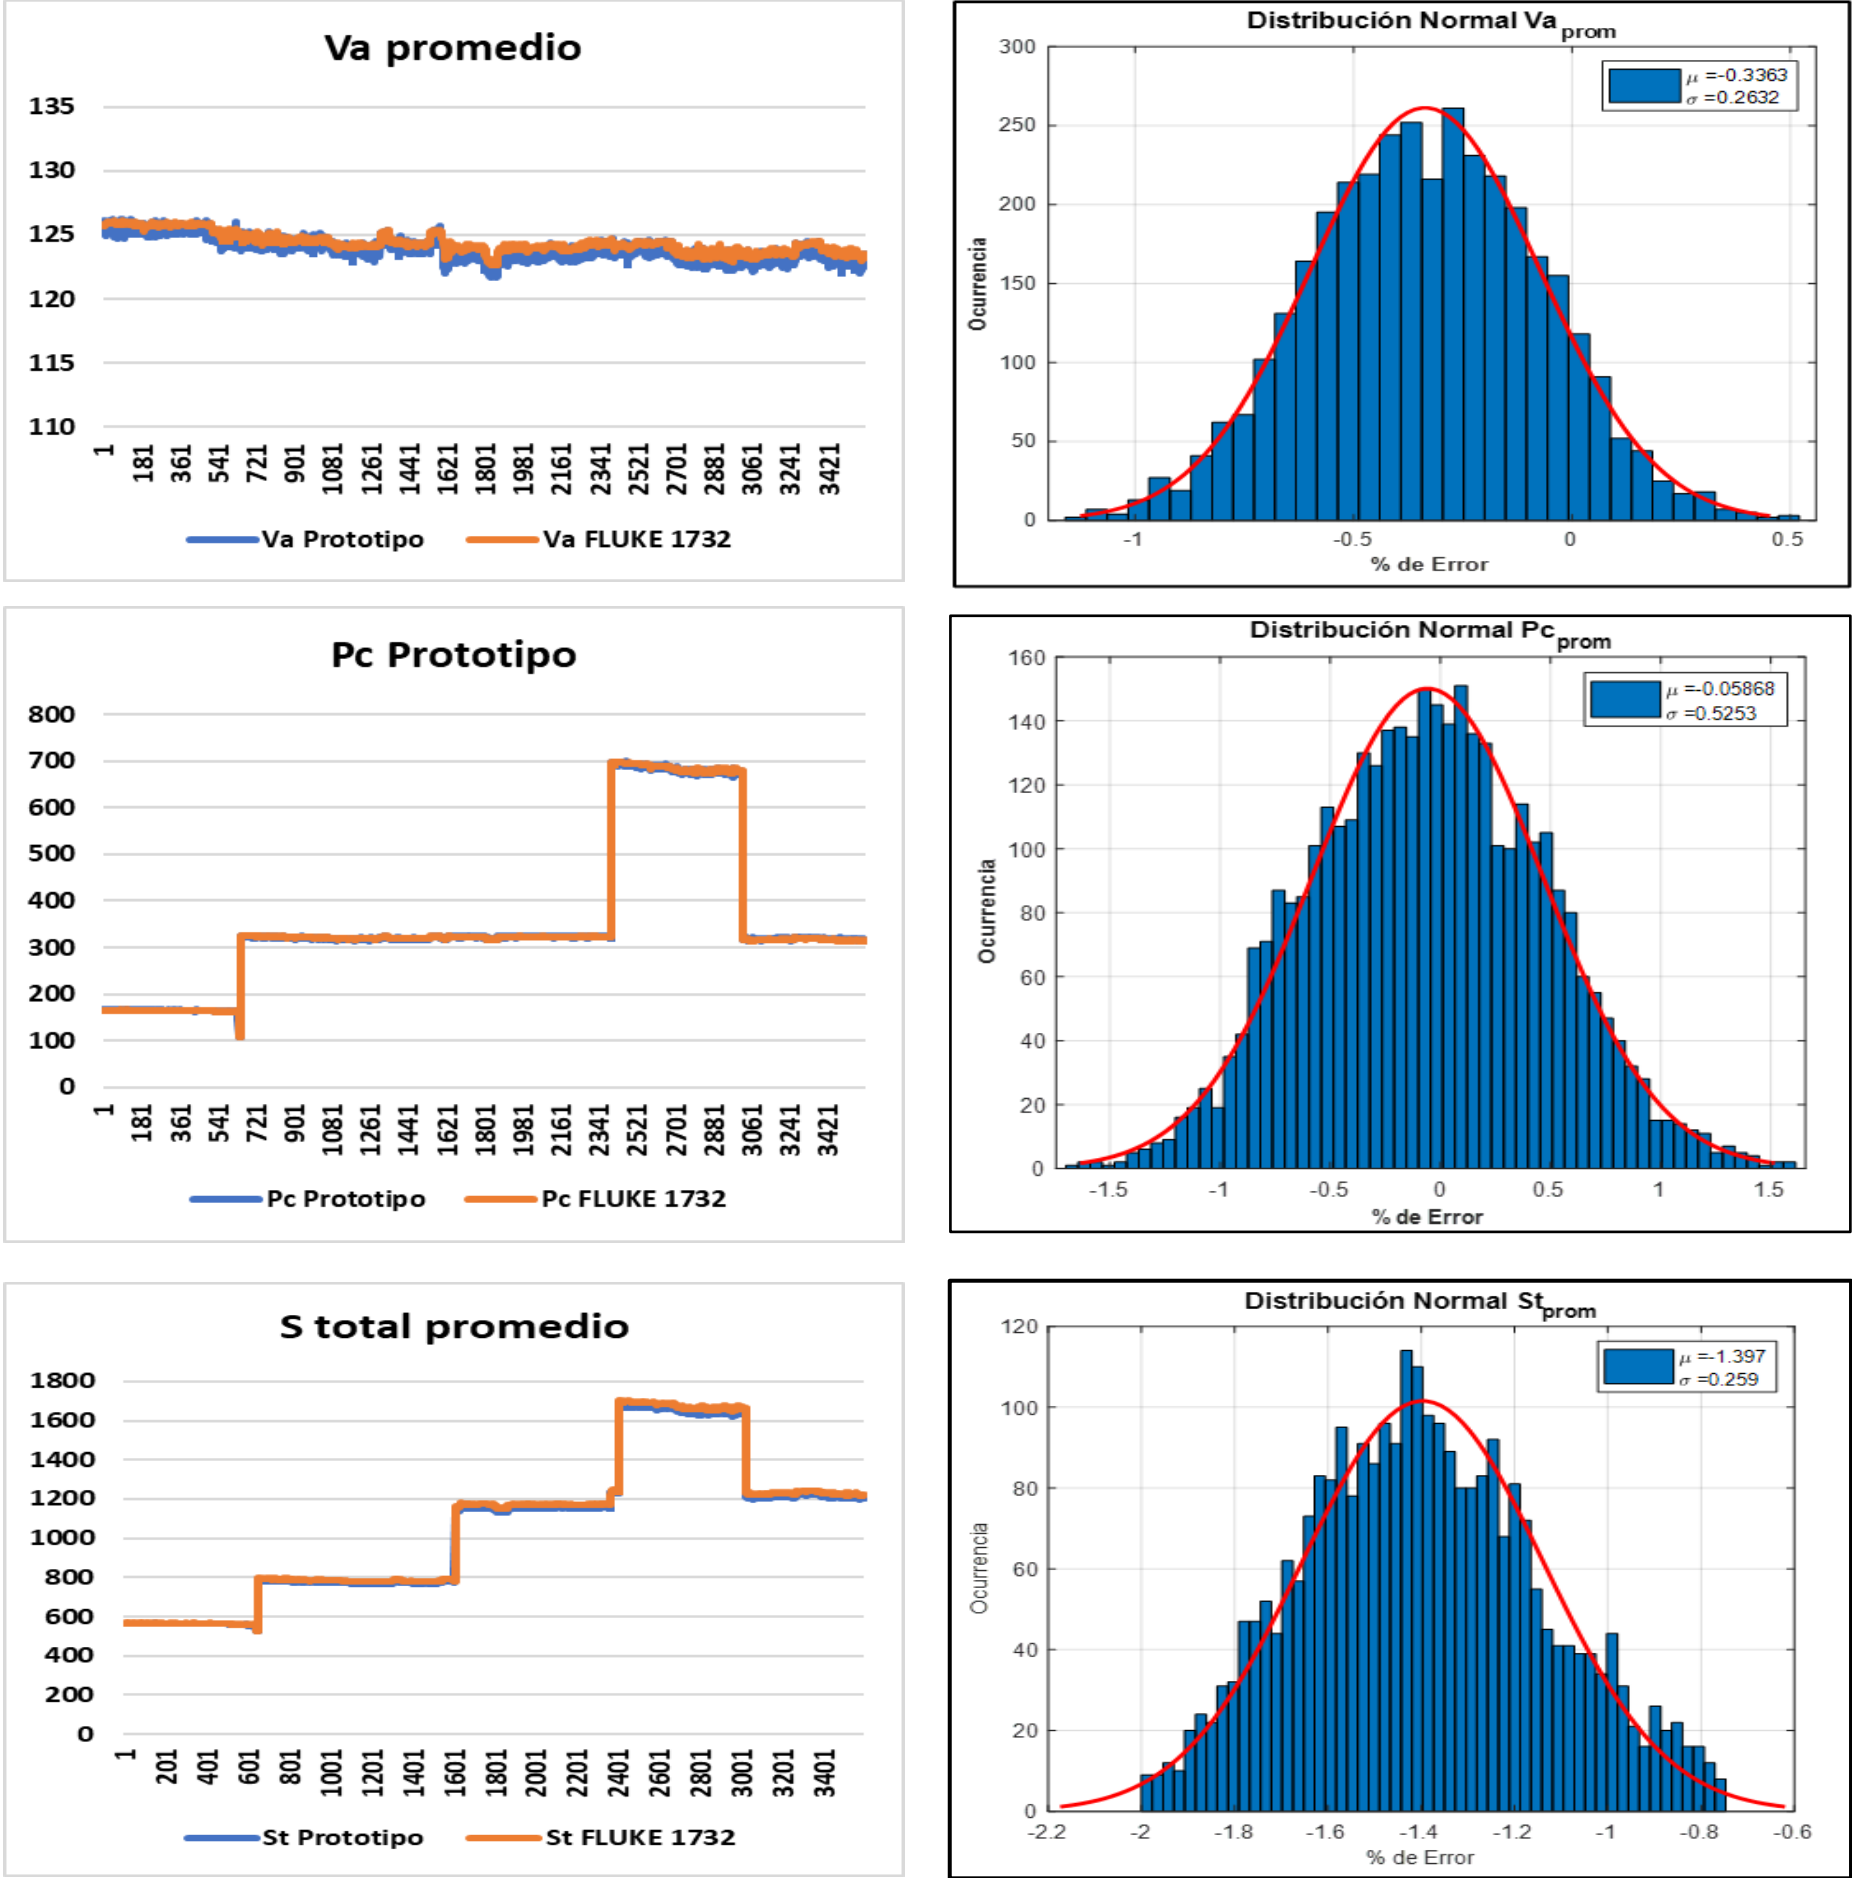 Va promedio
135
130
125
120
115
110
1 181 361 541 721 901 1081 1261 1441 1621 1801 1981 2161 2341 2521 2701 2881 3061 3241 3421
Va Prototipo Va FLUKE 1732
Distribución Normal Va prom
μ =-0.3363
σ =0.2632
300
250
200
150
100
50
0
Ocurrencia
-1 -0.5 0 0.5
% de Error
Pc Prototipo
800
700
600
500
400
300
200
100
0
1 181 361 541 721 901 1081 1261 1441 1621 1801 1981 2161 2341 2521 2701 2881 3061 3241 3421
Pc Prototipo Pc FLUKE 1732
Distribución Normal Pc prom
μ =-0.05868
σ =0.5253
160
140
120
100
80
60
40
20
0
Ocurrencia
-1.5 -1 -0.5 0 0.5 1 1.5
% de Error
S total promedio
1800
1600
1400
1200
1000
800
600
400
200
0
1 201 401 601 801 1001 1201 1401 1601 1801 2001 2201 2401 2601 2801 3001 3201 3401
St Prototipo St FLUKE 1732
Distribución Normal St prom
μ =-1.397
σ =0.259
120
100
80
60
40
20
0
Ocurrencia
-2.2 -2 -1.8 -1.6 -1.4 -1.2 -1 -0.8 -0.6
% de Error